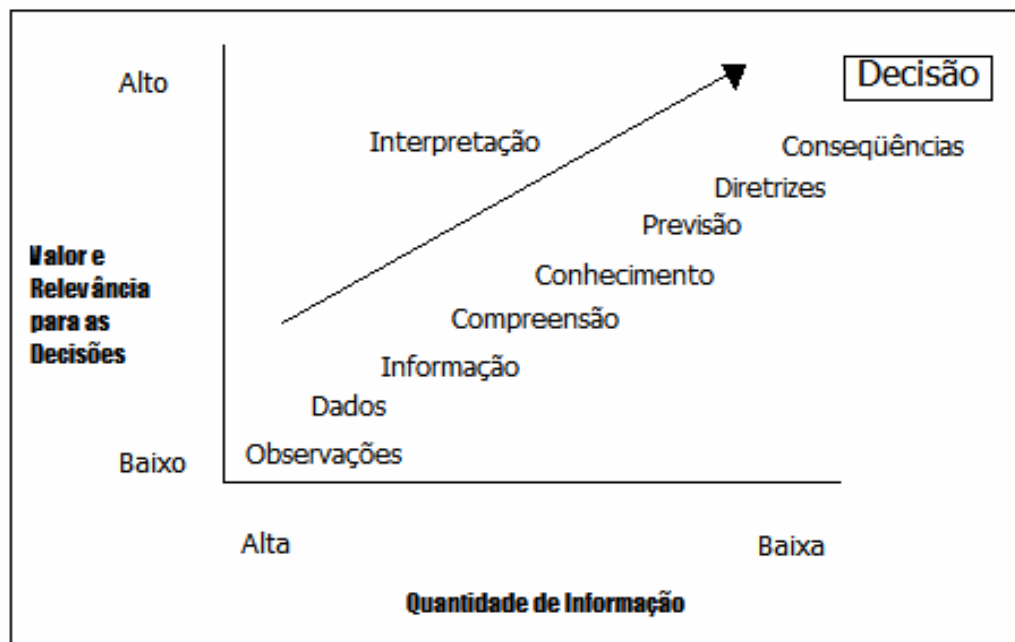 Alto
Decisão
Interpretação
Conseqüências
Diretrizes
Previsão
Valor e
Relevância
para as
Decisões
Conhecimento
Compreensão
Informação
Dados
Observações
Baixo
Alta
Baixa
Quantidade de Informação